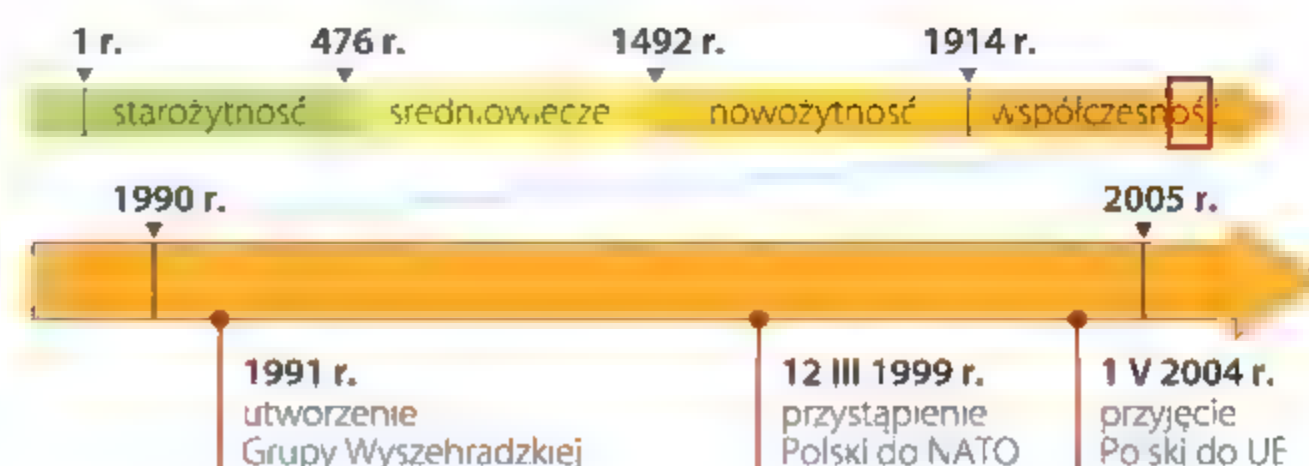 1 r. 476 r. 1492 r. 1914 r.
starożytność średniowiecze nowożytność współczesność
1990 r. 2005 r.
1991 r. 12 III 1999 r. 1 V 2004 r.
utworzenie przystąpienie przyjęcie
Grupy Wyszehradzkiej Polski do NATO Polski do UE